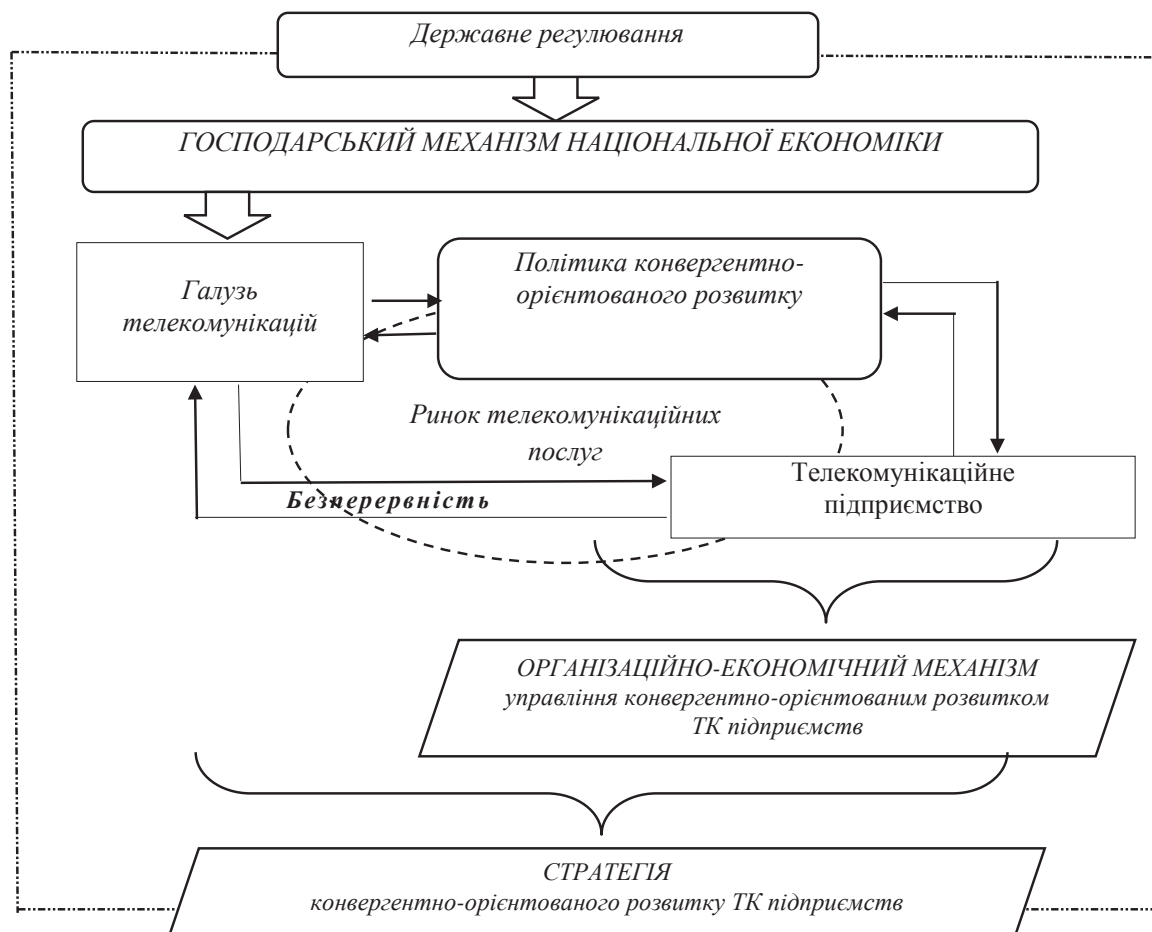 Державне регулювання
ГОСПОДАРСЬКИЙ МЕХАНІЗМ НАЦІОНАЛЬНОЇ ЕКОНОМІКИ
Галузь
телекомунікацій
Політика конвергентно-
орієнтованого розвитку
Ринок телекомунікаційних
послуг
Безперервність
Телекомунікаційне
підприємство
ОРГАНІЗАЦІЙНО-ЕКОНОМІЧНИЙ МЕХАНІЗМ
управління конвергентно-орієнтованим розвитком
ТК підприємств
СТРАТЕГІЯ
конвергентно-орієнтованого розвитку ТК підприємств